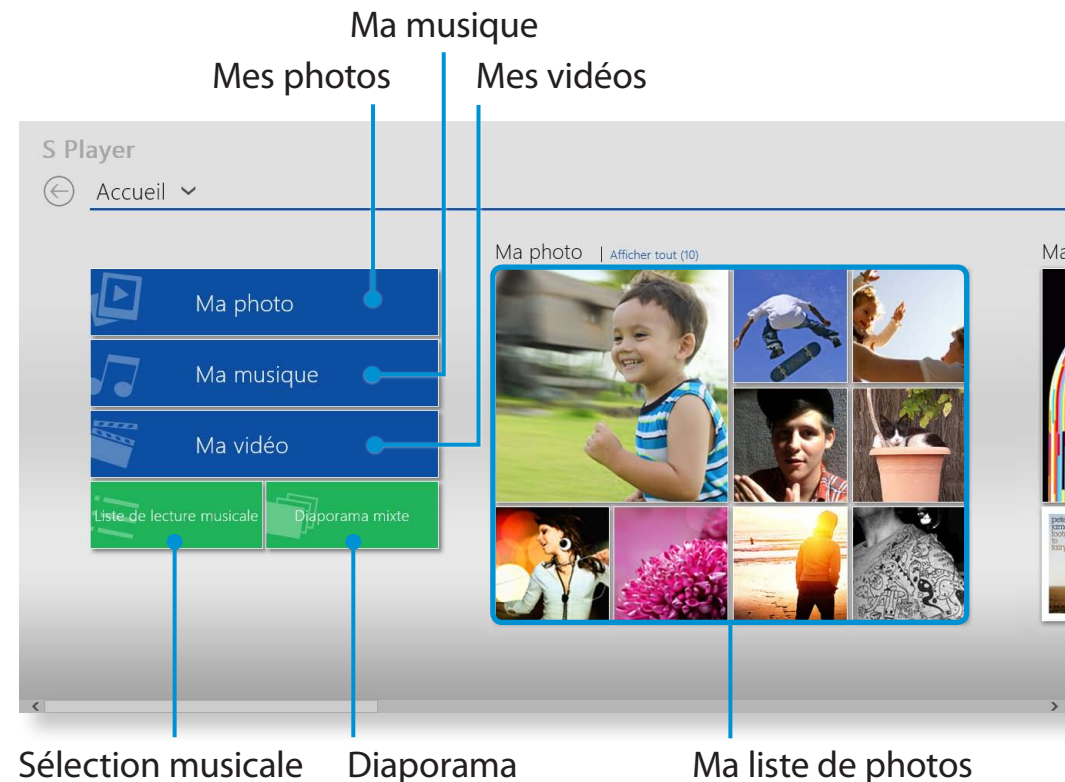 Ma musique
Mes photos
Mes vidéos
S Player
Accueil
Ma photo | Afficher tout (10)
Ma
Ma photo
Ma musique
Ma vidéo
Liste de lecture musicale
Diaporama mixte
Sélection musicale
Diaporama
Ma liste de photos